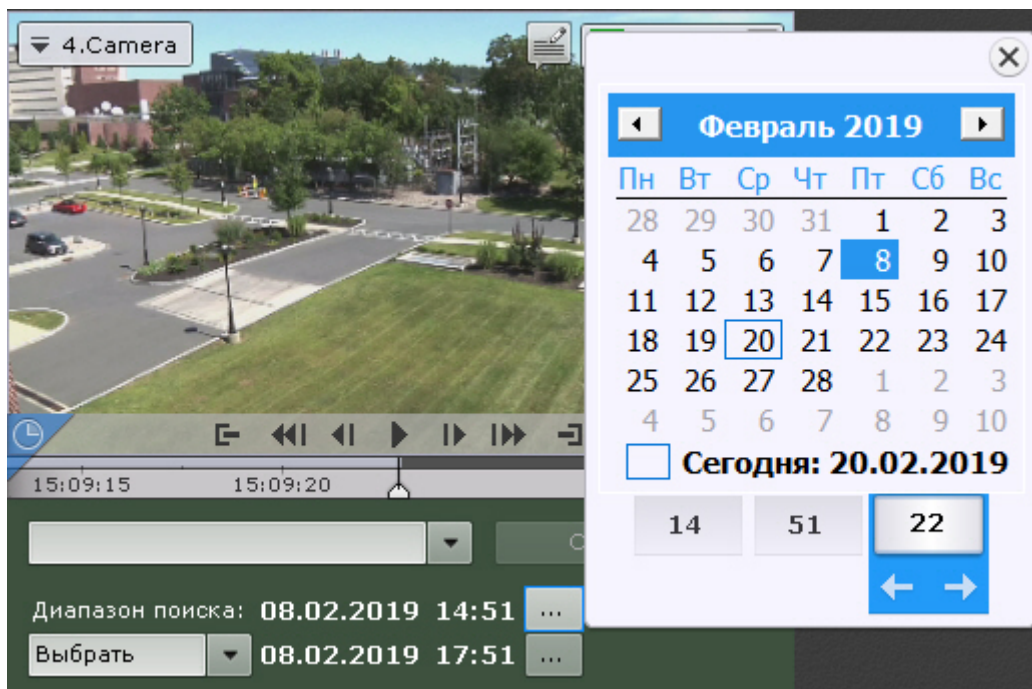 4.Camera
Февраль 2019
Пн Вт Ср Чт Пт Сб Вс
28 29 30 31 1 2 3
4 5 6 7 8 9 10
11 12 13 14 15 16 17
18 19 20 21 22 23 24
25 26 27 28 1 2 3
4 5 6 7 8 9 10
Сегодня: 20.02.2019
15:09:15 15:09:20
14 51 22
Диапазон поиска: 08.02.2019 14:51 ...
Выбрать 08.02.2019 17:51 ...